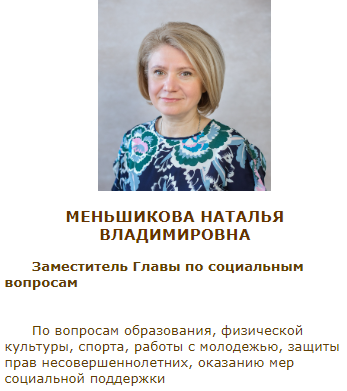 МЕНЬШИКОВА НАТАЛЬЯ
ВЛАДИМИРОВНА
Заместитель Главы по социальным
вопросам
По вопросам образования, физической
культуры, спорта, работы с молодежью, защиты
прав несовершеннолетних, оказанию мер
социальной поддержки